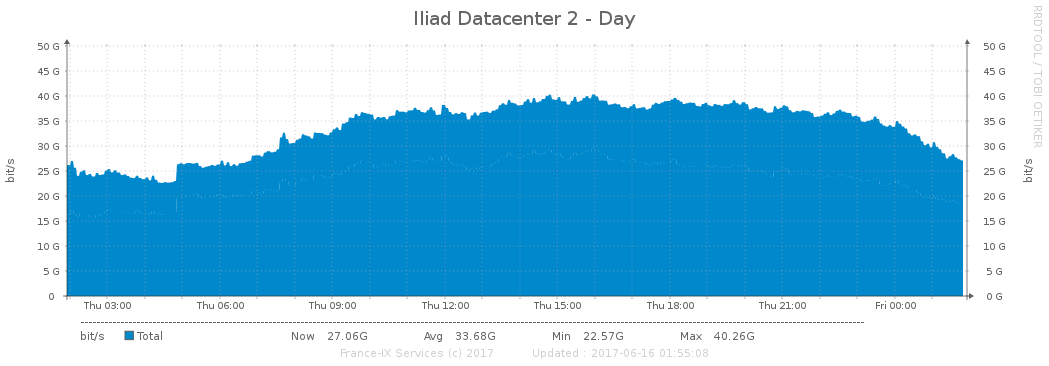 Iliad Datacenter 2 - Day
RRDTOOL / TOBI OETIKER
50 G 50 G
45 G 45 G
40 G 40 G
35 G 35 G
30 G 30 G
25 G 25 G
20 G 20 G
15 G 15 G
10 G 10 G
5 G 5 G
0 0 G
bit/s bit/s
Thu 03:00 Thu 06:00 Thu 09:00 Thu 12:00 Thu 15:00 Thu 18:00 Thu 21:00 Fri 00:00
bit/s Total Now 27.06G Avg 33.68G Min 22.57G Max 40.26G
France-IX Services (c) 2017 Updated : 2017-06-16 01:55:08